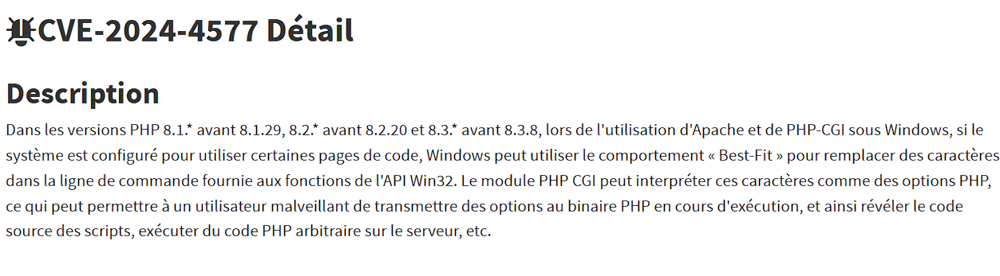 CVE-2024-4577 Détail
Description
Dans les versions PHP 8.1.* avant 8.1.29, 8.2.* avant 8.2.20 et 8.3.* avant 8.3.8, lors de l'utilisation d'Apache et de PHP-CGI sous Windows, si le
système est configuré pour utiliser certaines pages de code, Windows peut utiliser le comportement « Best-Fit » pour remplacer des caractères
dans la ligne de commande fournie aux fonctions de l'API Win32. Le module PHP CGI peut interpréter ces caractères comme des options PHP,
ce qui peut permettre à un utilisateur malveillant de transmettre des options au binaire PHP en cours d'exécution, et ainsi révéler le code
source des scripts, exécuter du code PHP arbitraire sur le serveur, etc.